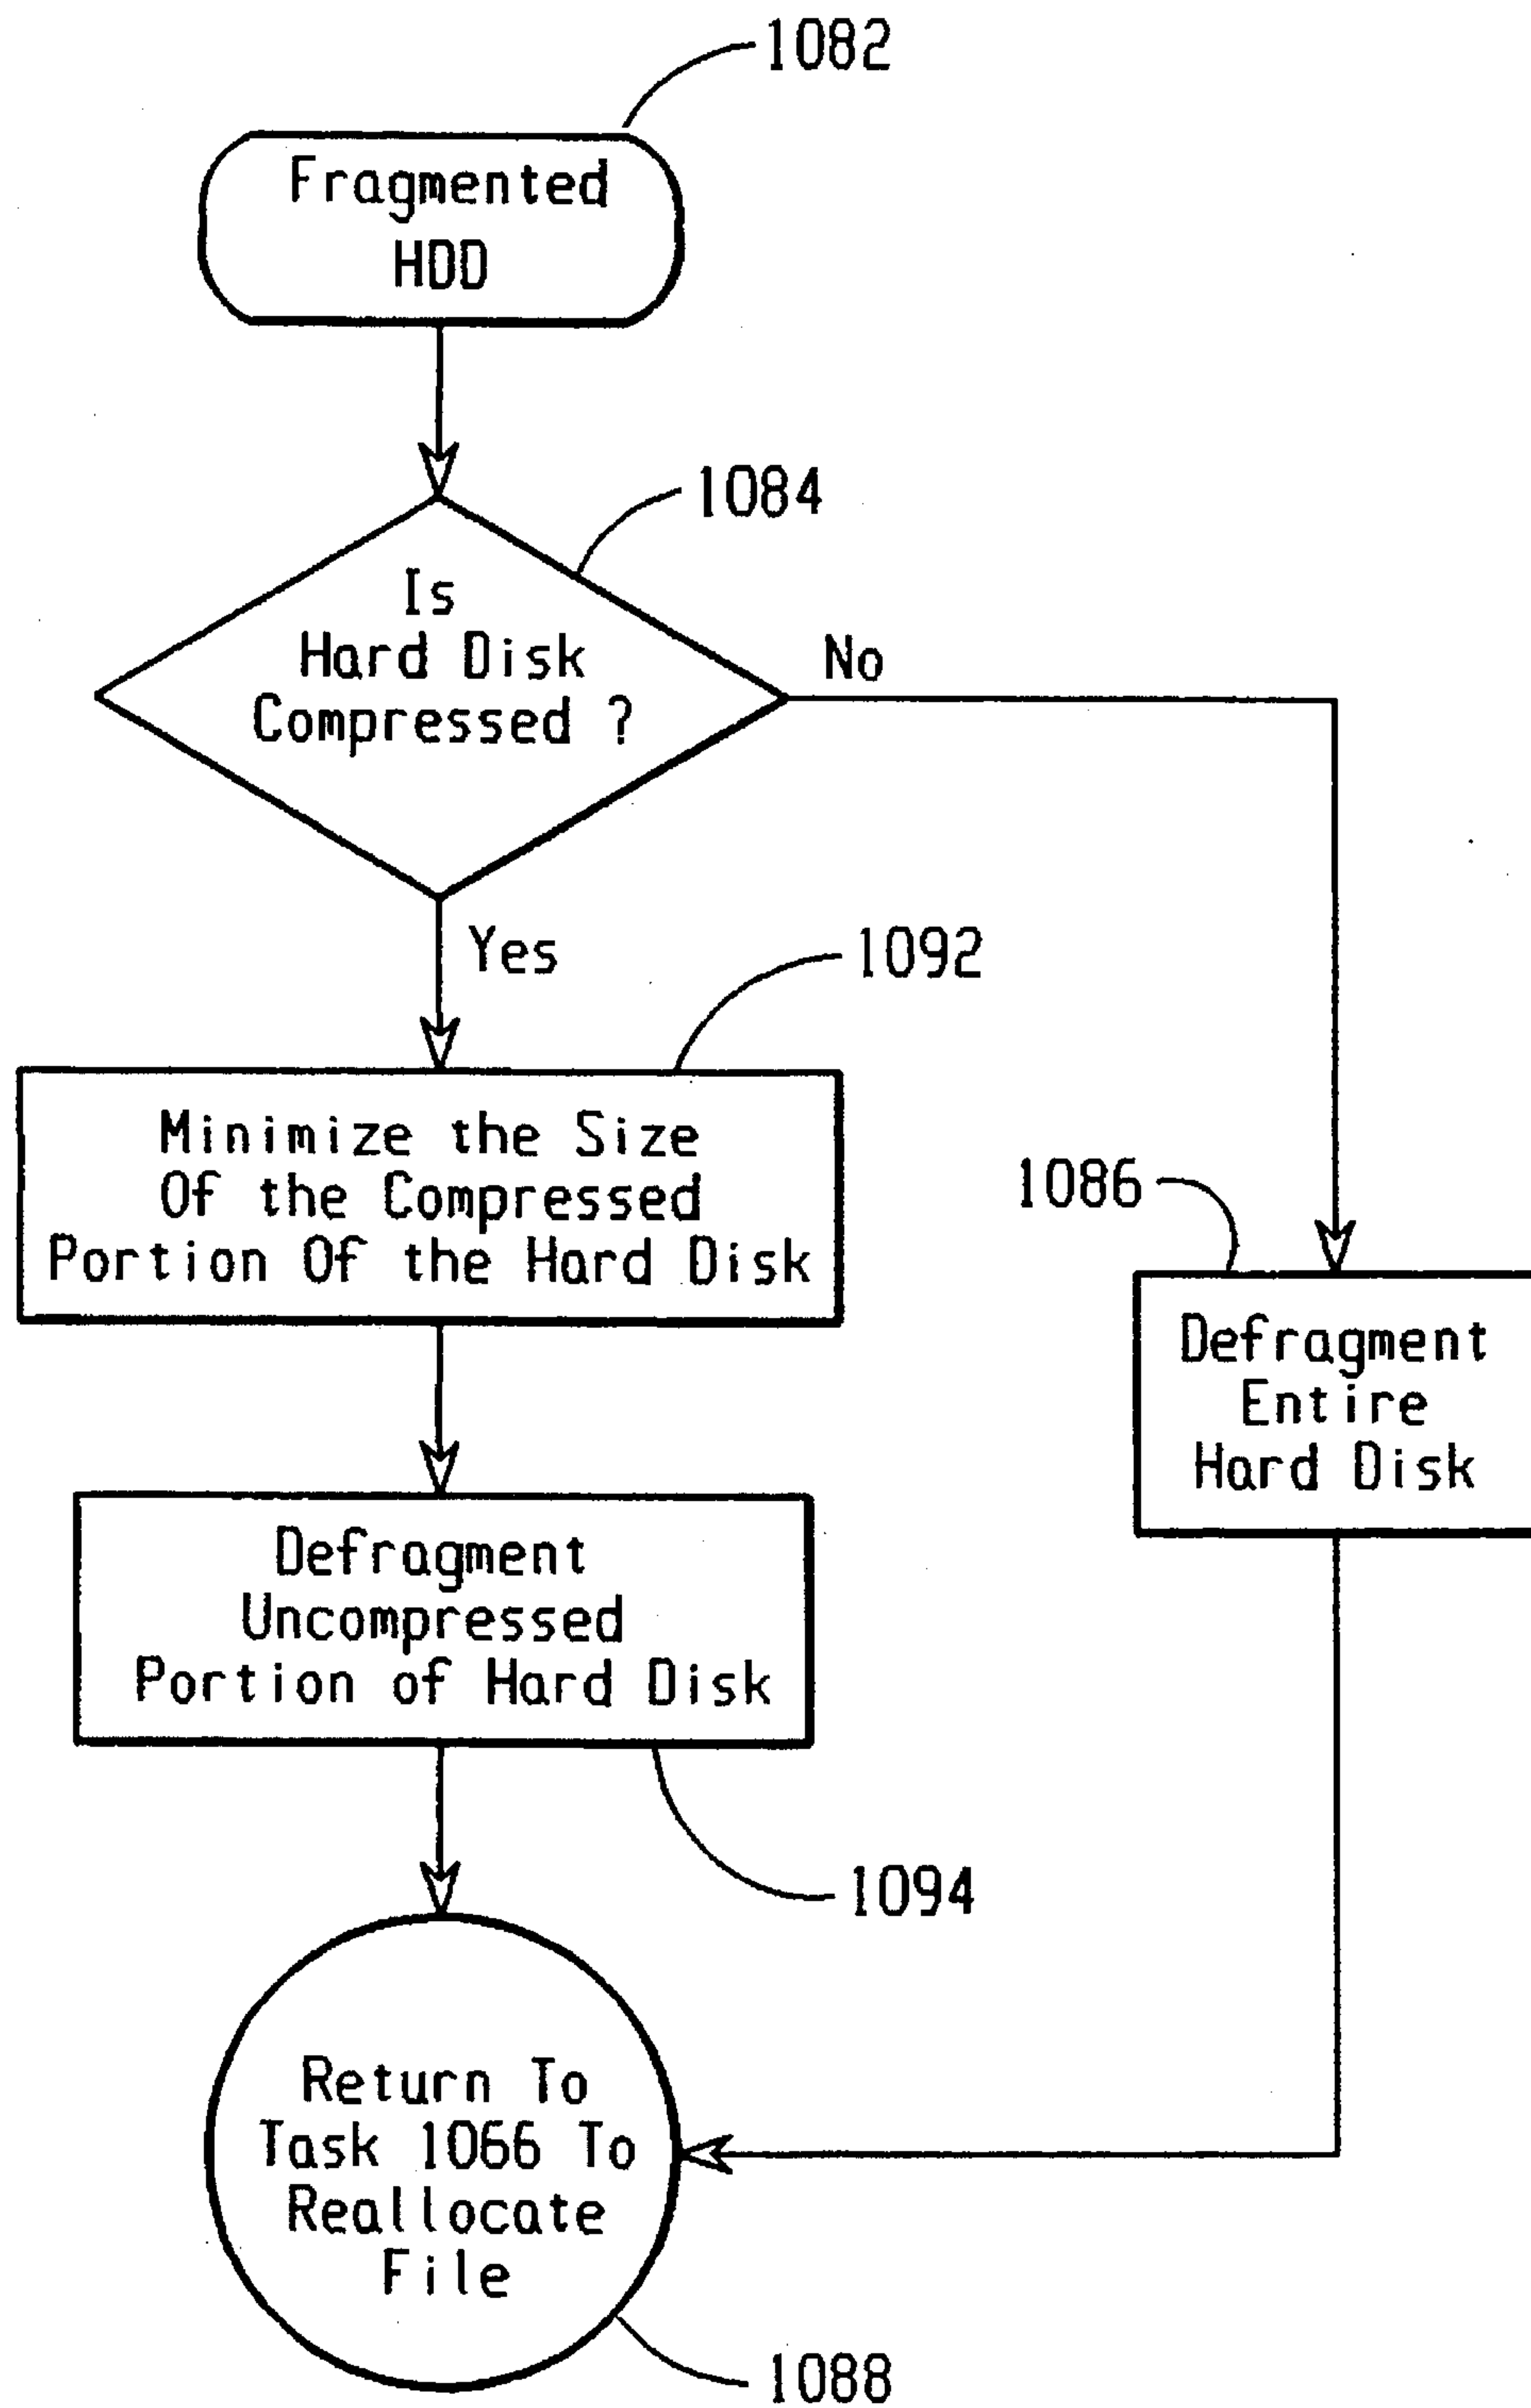 1082
Fragmented
HDD
1084
Is
Hard Disk
Compressed ?
No
Yes
1092
Minimize the Size
Of the Compressed
Portion Of the Hard Disk
1086
Defragment
Entire
Hard Disk
Defragment
Uncompressed
Portion of Hard Disk
1094
Return To
Task 1066 To
Reallocate
File
1088